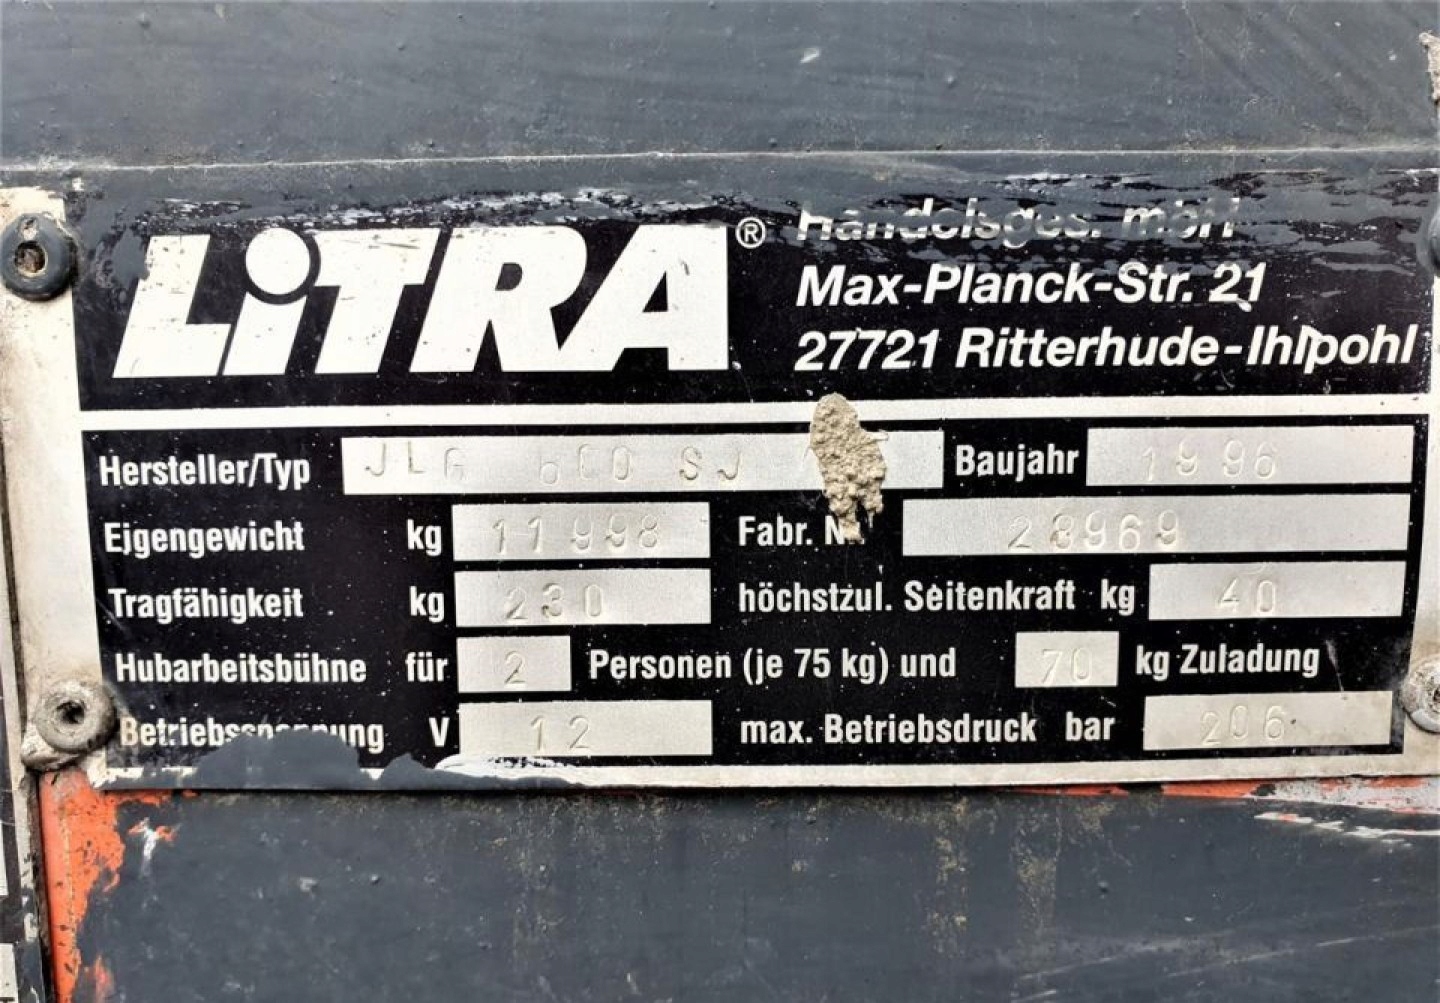 LiTRA® Handelsges. mbH
Max-Planck-Str. 21
27721 Ritterhude-Ihlpohl
Hersteller/Typ JLG 600 SJ Baujahr 1996
Ejgengewicht kg 11998 Fabr. N 28969
Tragfähigkeit kg 230 höchstzul. Seitenkraft kg 40
Hubarbeitsbühne für 2 Personen (je 75 kg) und 70 kg Zuladung
Betriebsspannung V 12 max. Betriebsdruck bar 206